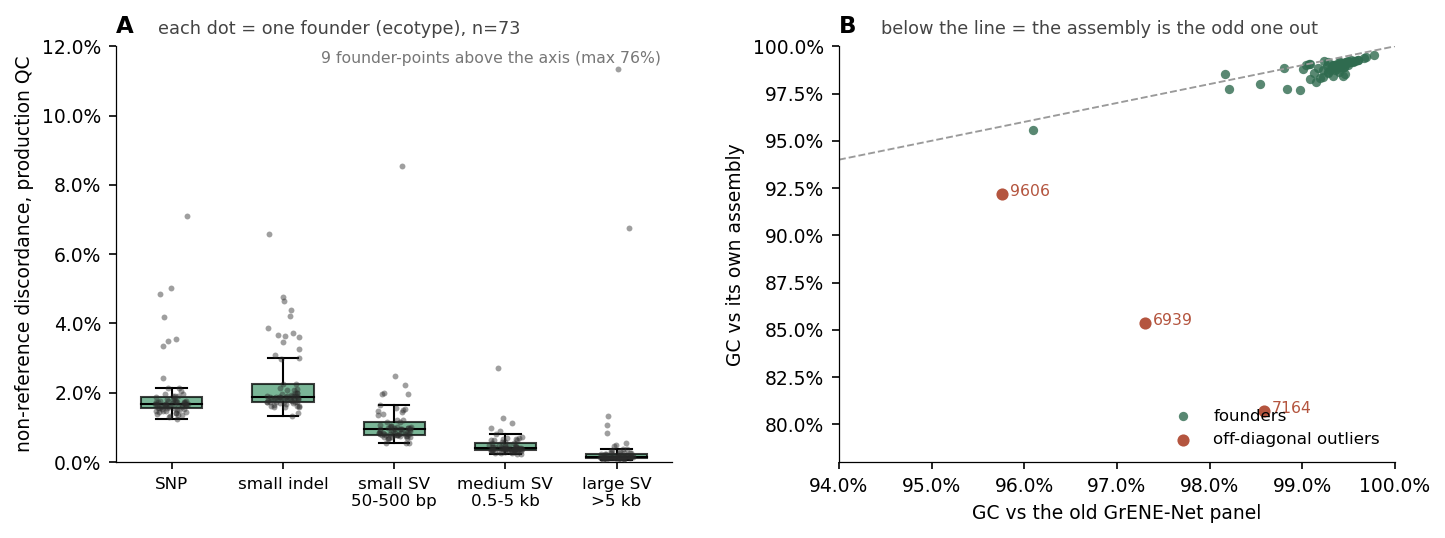 A
each dot = one founder (ecotype), n=73
9 founder-points above the axis (max 76%)
non-reference discordance, production QC
12.0%
10.0%
8.0%
6.0%
4.0%
2.0%
0.0%
SNP
small indel
small SV
50-500 bp
medium SV
0.5-5 kb
large SV
>5 kb
B
below the line = the assembly is the odd one out
GC vs its own assembly
100.0%
97.5%
95.0%
92.5%
90.0%
87.5%
85.0%
82.5%
80.0%
9606
6939
7164
founders
off-diagonal outliers
94.0%
95.0%
96.0%
97.0%
98.0%
99.0%
100.0%
GC vs the old GrENE-Net panel